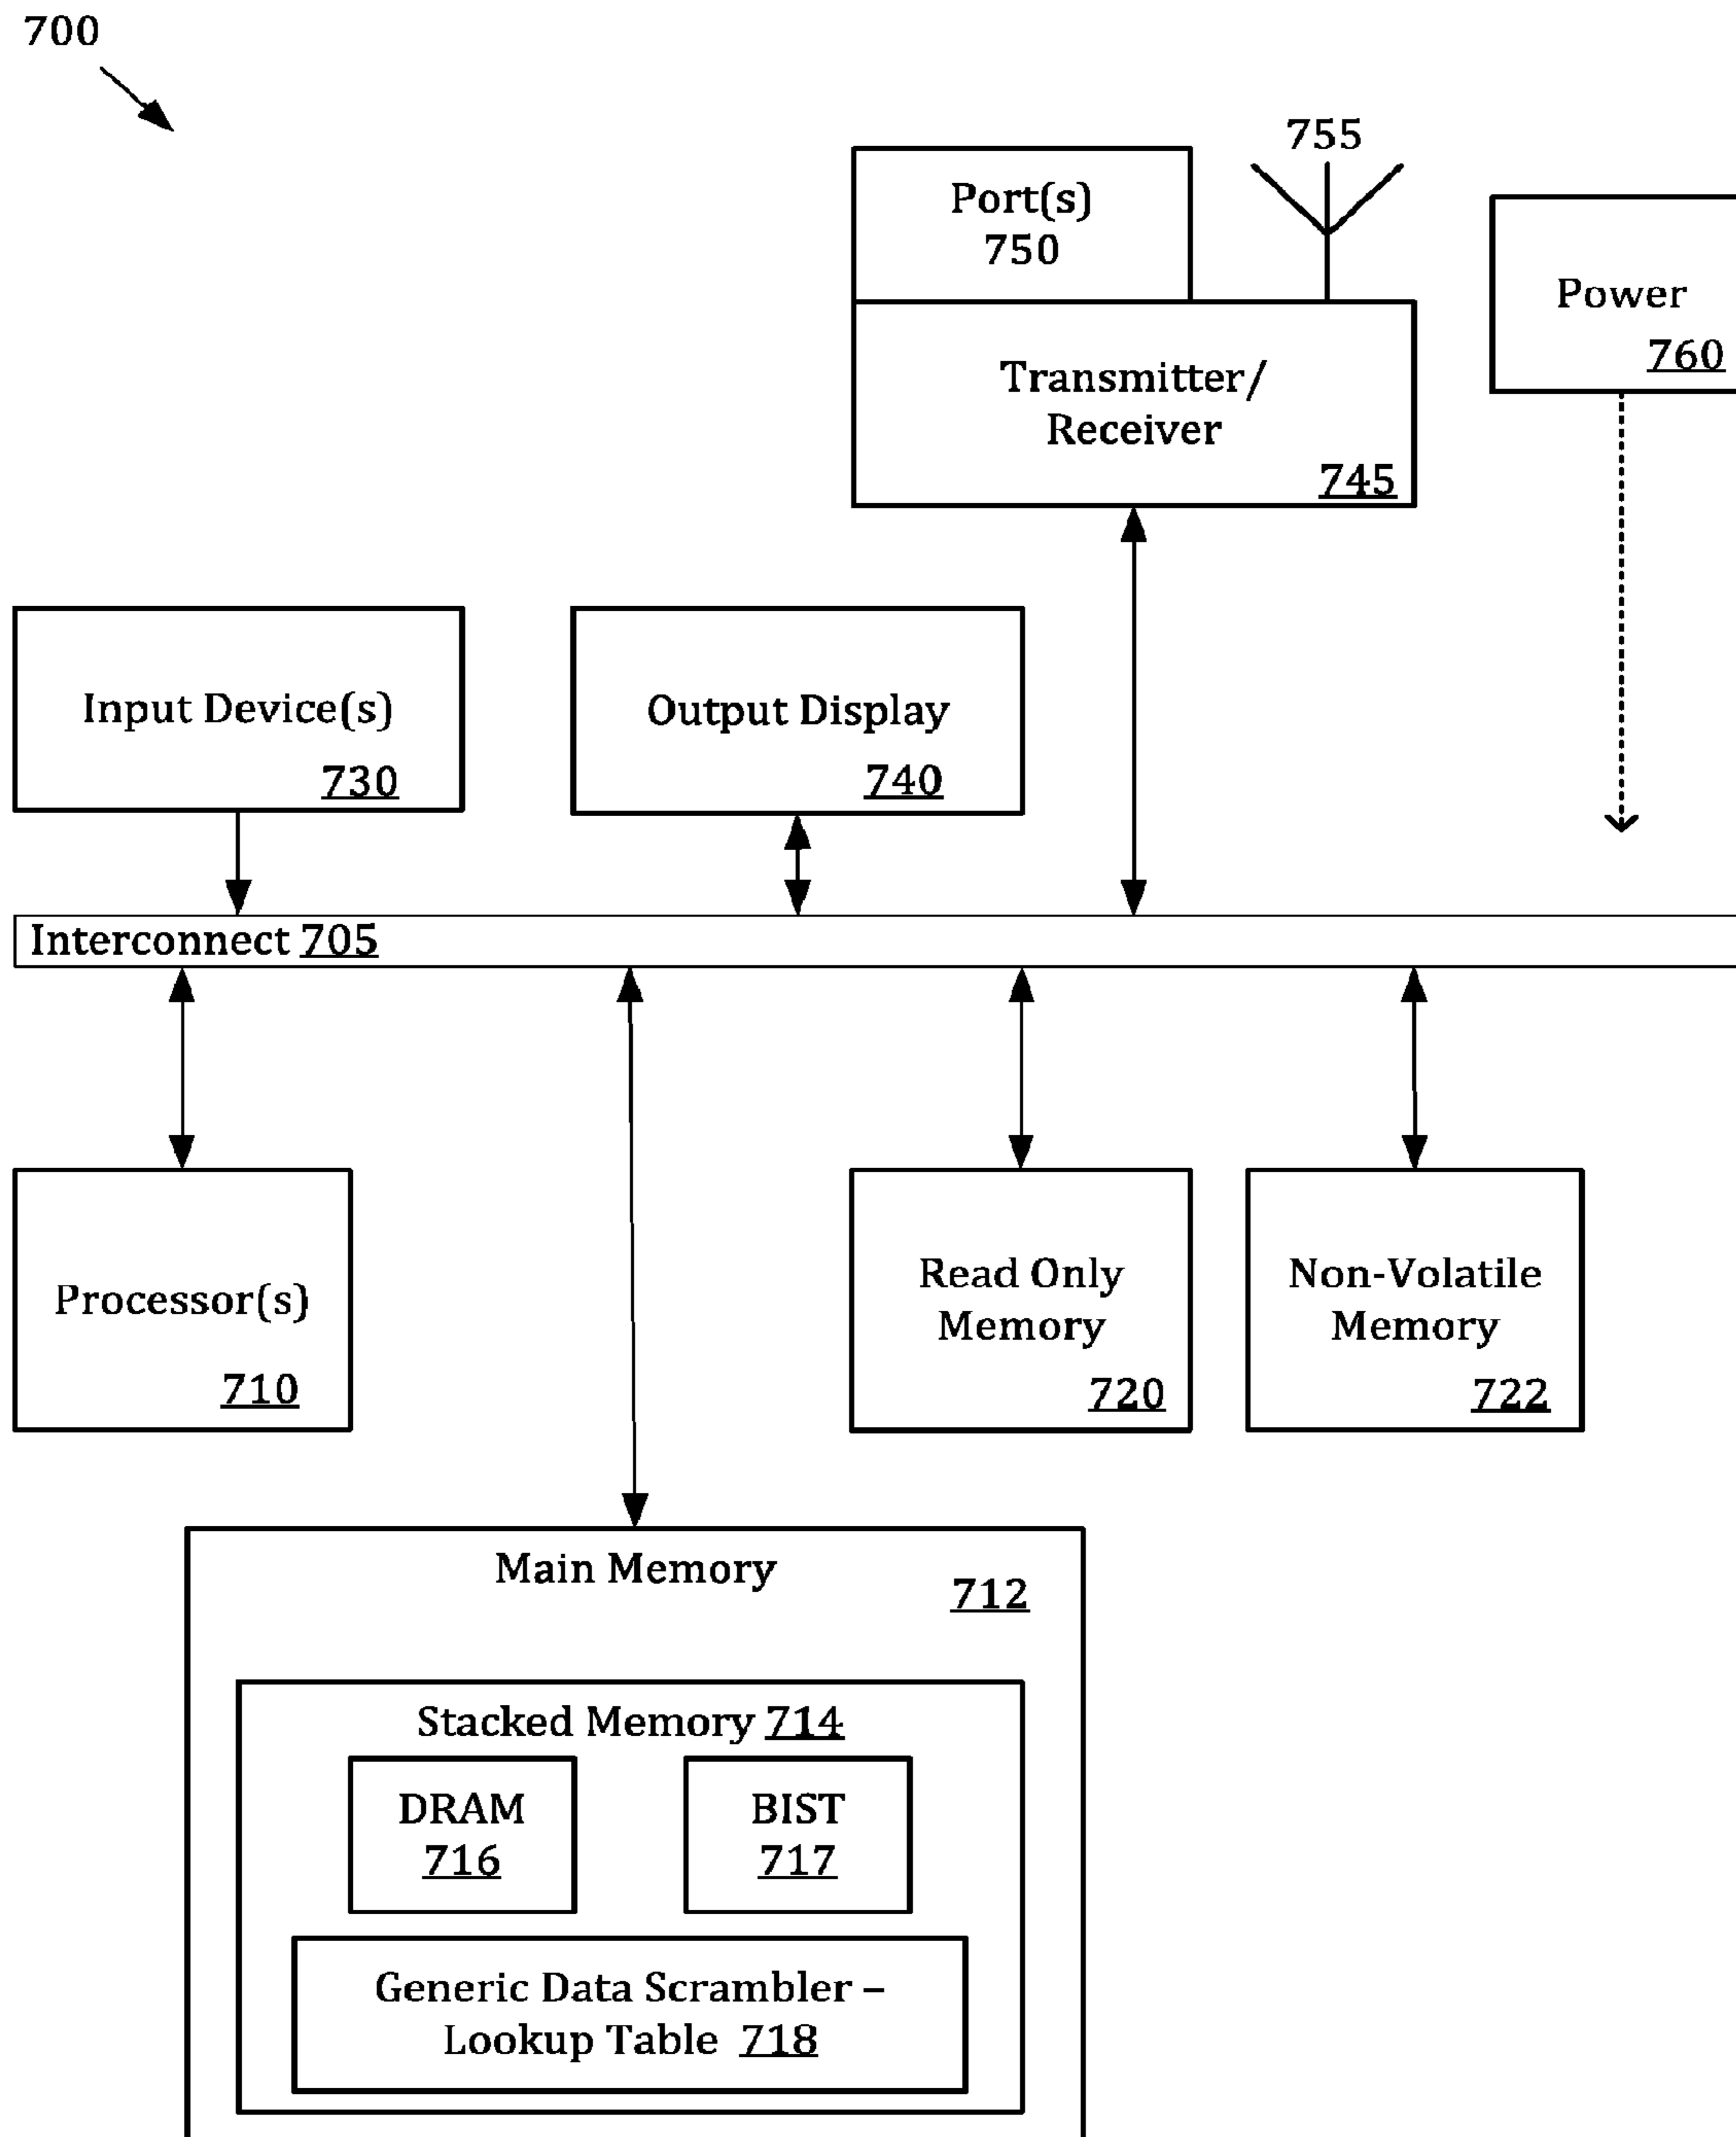 700
755
Port(s)
750
Power
760
Transmitter/
Receiver
745
Input Device(s)
730
Output Display
740
Interconnect 705
Processor(s)
710
Read Only
Memory
720
Non-Volatile
Memory
722
Main Memory
712
Stacked Memory 714
DRAM
716
BIST
717
Generic Data Scrambler –
Lookup Table 718